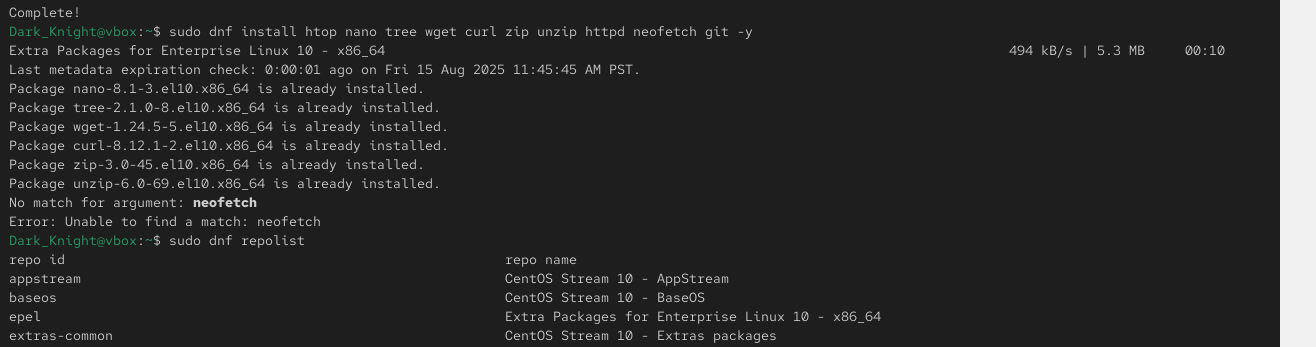 Complete!
Dark_Knight@vbox:~$ sudo dnf install htop nano tree wget curl zip unzip httpd neofetch git -y
Extra Packages for Enterprise Linux 10 - x86_64 494 kB/s | 5.3 MB 00:10
Last metadata expiration check: 0:00:01 ago on Fri 15 Aug 2025 11:45:45 AM PST.
Package nano-8.1-3.el10.x86_64 is already installed.
Package tree-2.1.0-8.el10.x86_64 is already installed.
Package wget-1.24.5-5.el10.x86_64 is already installed.
Package curl-8.12.1-2.el10.x86_64 is already installed.
Package zip-3.0-45.el10.x86_64 is already installed.
Package unzip-6.0-69.el10.x86_64 is already installed.
No match for argument: neofetch
Error: Unable to find a match: neofetch
Dark_Knight@vbox:~$ sudo dnf repolist
repo id repo name
appstream CentOS Stream 10 - AppStream
baseos CentOS Stream 10 - BaseOS
epel Extra Packages for Enterprise Linux 10 - x86_64
extras-common CentOS Stream 10 - Extras packages